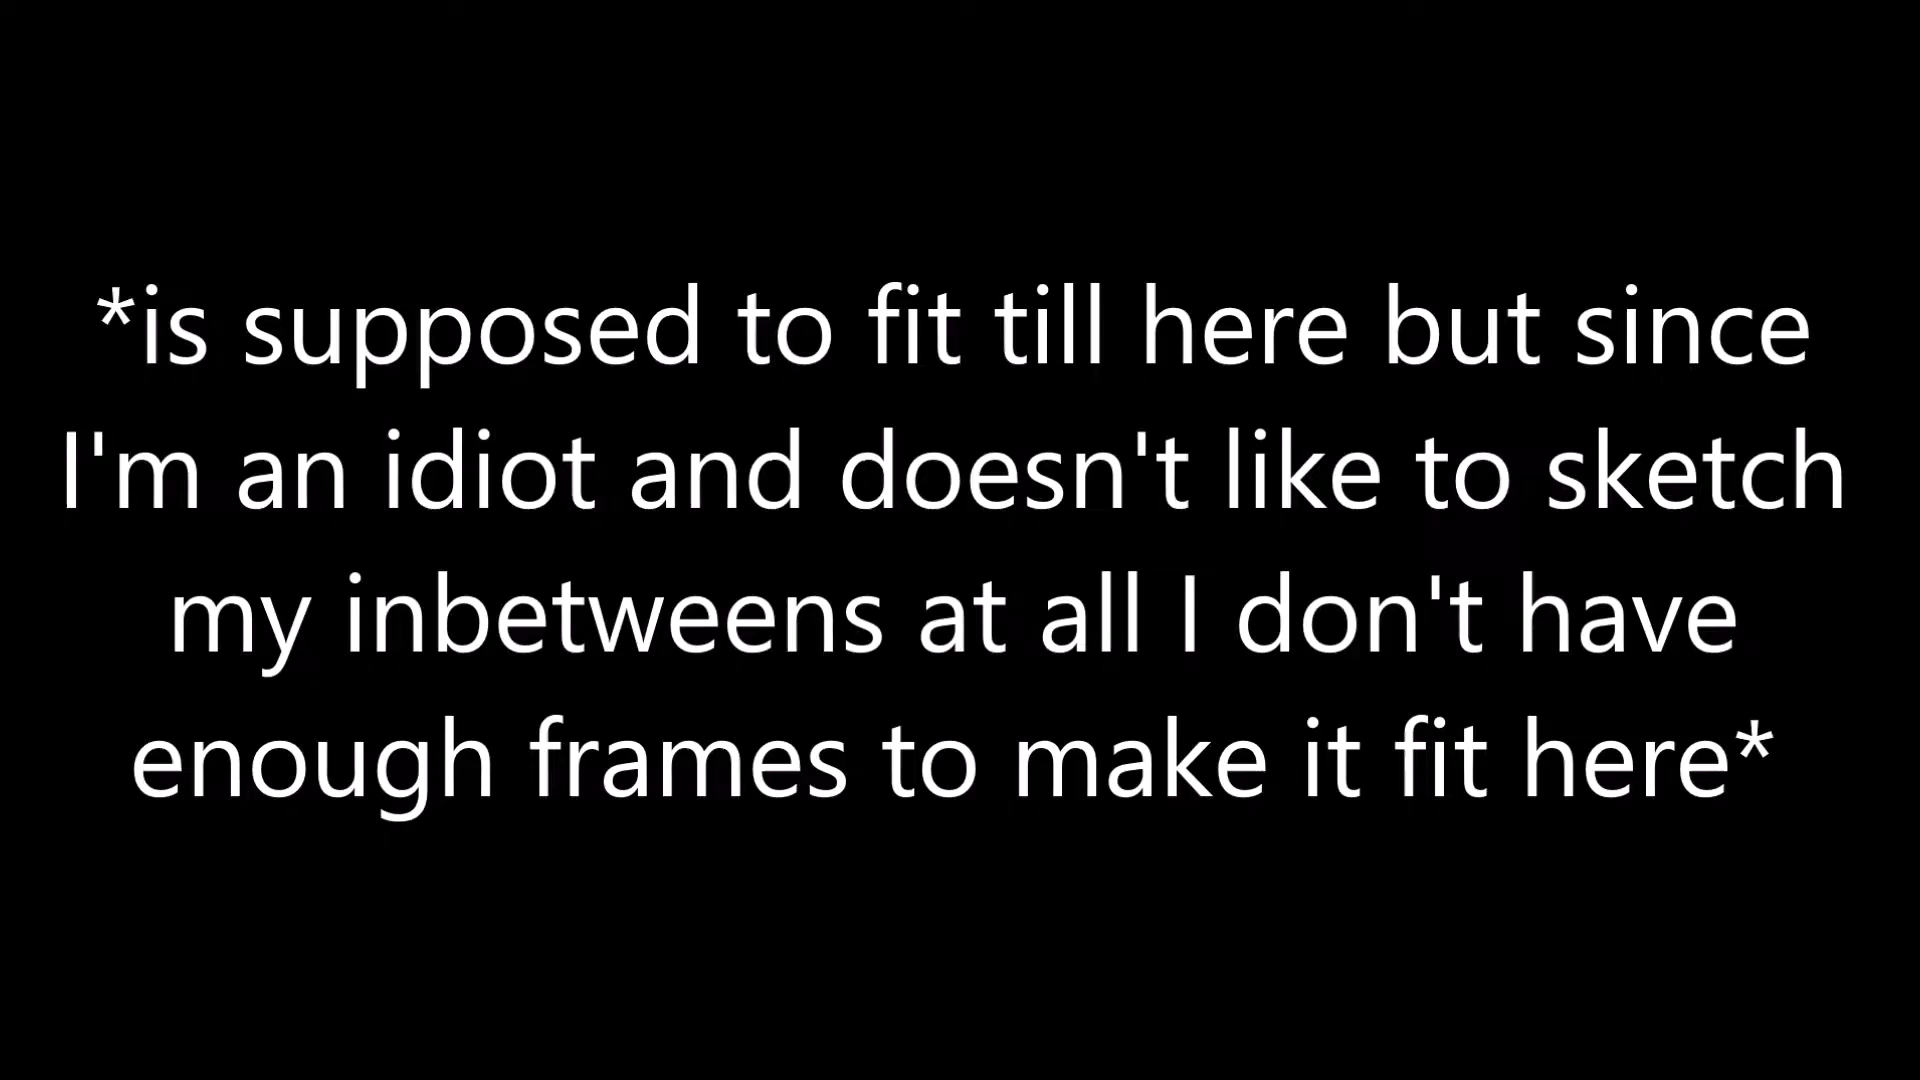 *is supposed to fit till here but since
I'm an idiot and doesn't like to sketch
my inbetweens at all I don't have
enough frames to make it fit here*